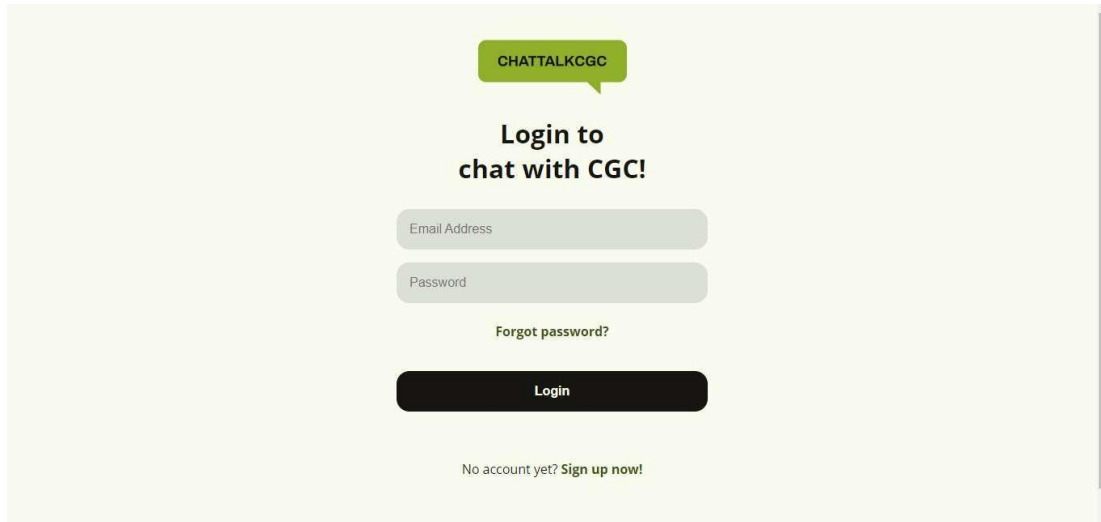 CHATTALKCGC
Login to
chat with CGC!
Email Address
Password
Forgot password?
Login
No account yet? Sign up now!